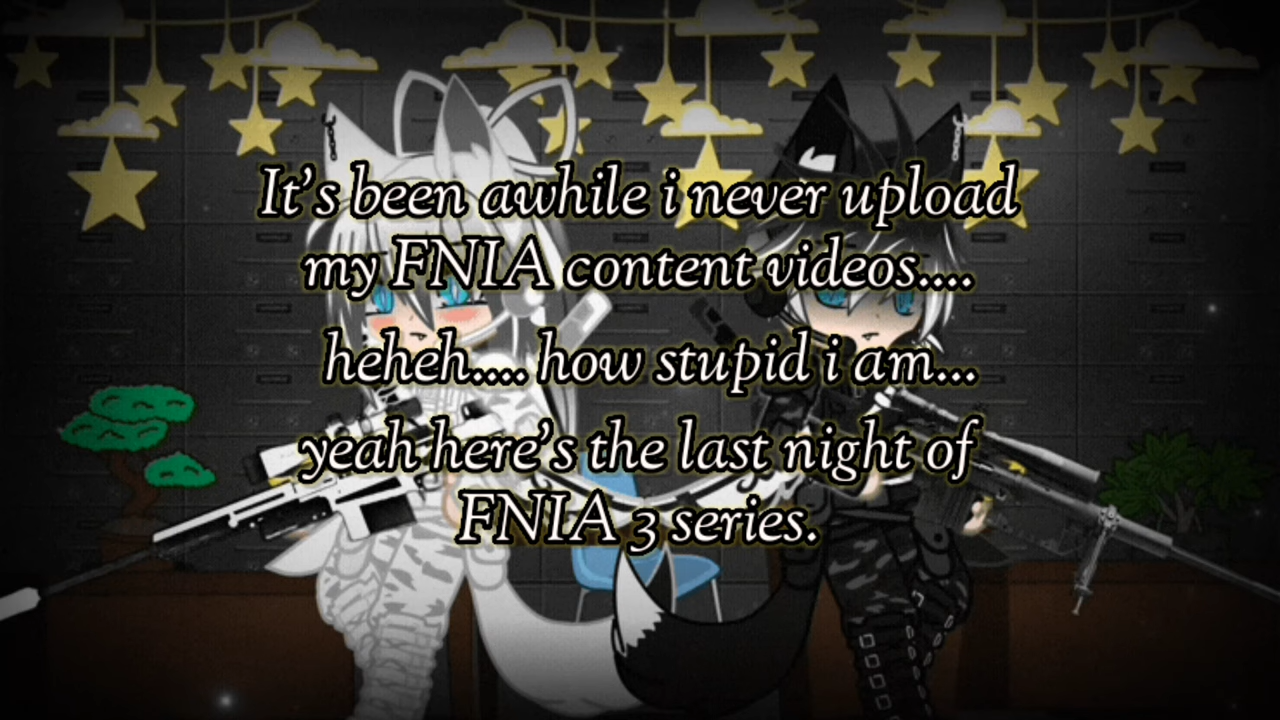 It's been awhile i never upload
my FNIA content videos....
heheh.... how stupid i am...
yeah here's the last night of
FNIA 3 series.